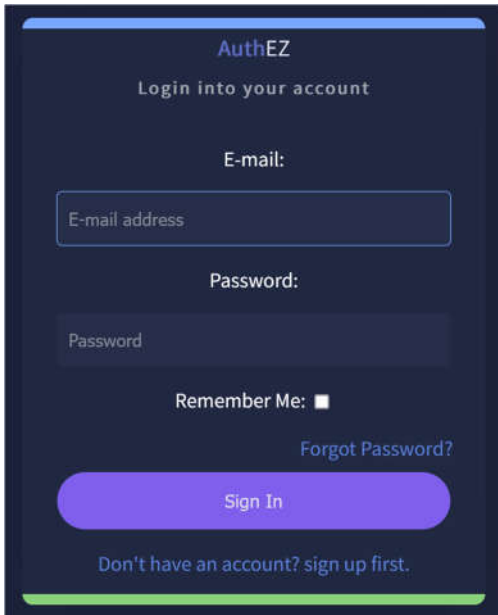 AuthEZ
Login into your account
E-mail:
E-mail address
Password:
Password
Remember Me:
Forgot Password?
Sign In
Don't have an account? sign up first.